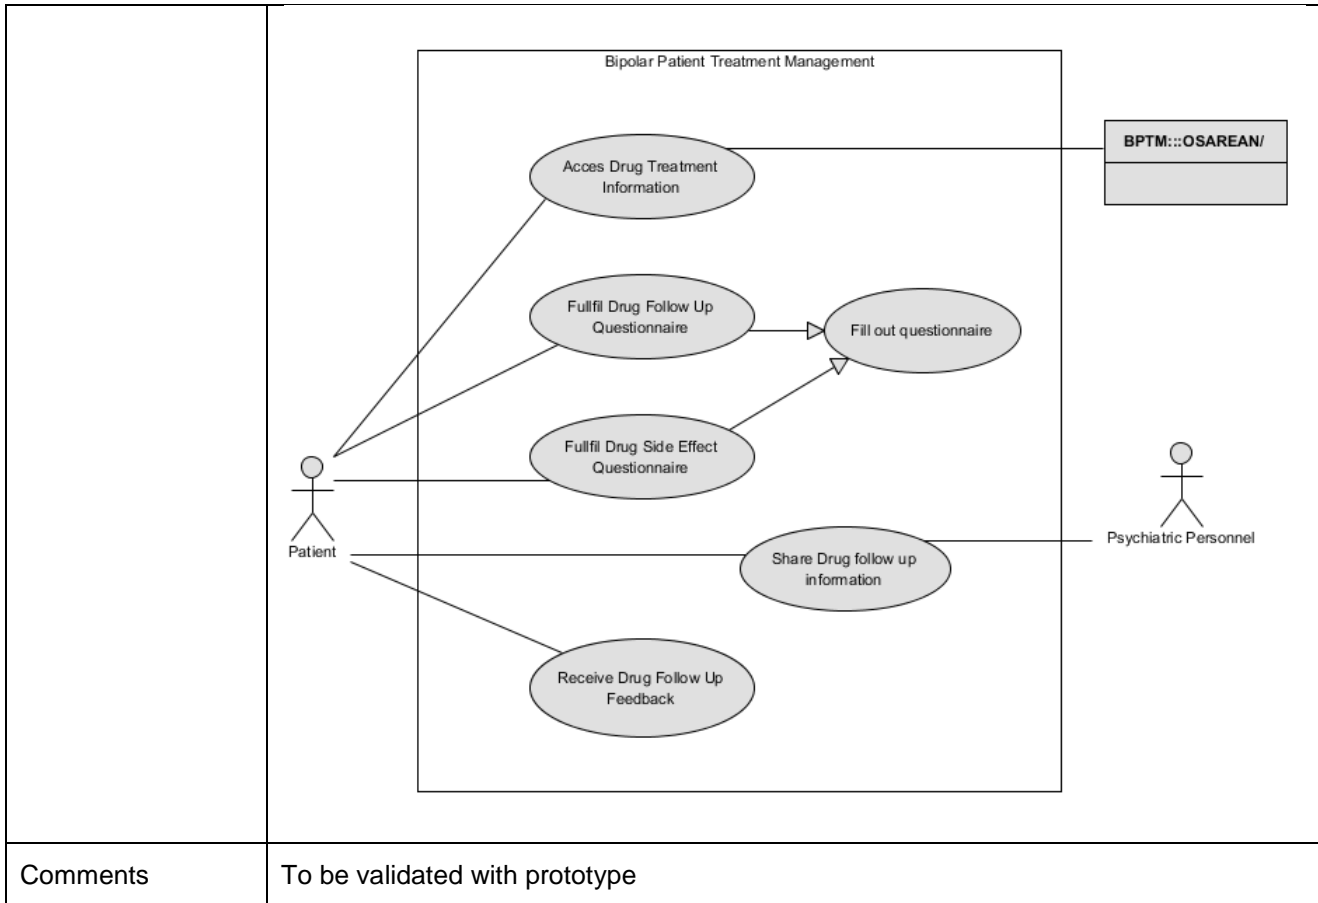 Bipolar Patient Treatment Management
BPTM:::OSAREAN/
Acces Drug Treatment
Information
Fullfil Drug Follow Up
Questionnaire
Fill out questionnaire
Fullfil Drug Side Effect
Questionnaire
Patient
Psychiatric Personnel
Share Drug follow up
information
Receive Drug Follow Up
Feedback
Comments
To be validated with prototype